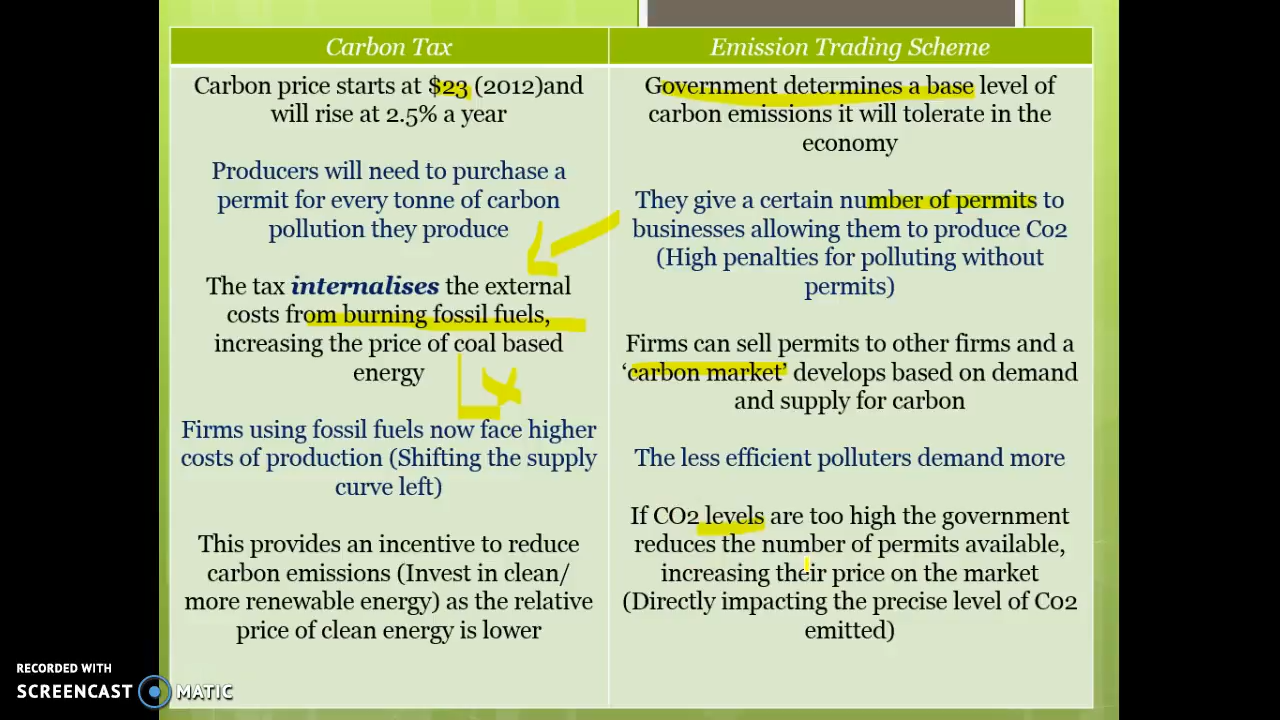 Carbon Tax
Carbon price starts at $23 (2012)and
will rise at 2.5% a year
Producers will need to purchase a
permit for every tonne of carbon
pollution they produce
The tax internalises the external
costs from burning fossil fuels,
increasing the price of coal based
energy
Firms using fossil fuels now face higher
costs of production (Shifting the supply
curve left)
This provides an incentive to reduce
carbon emissions (Invest in clean/
more renewable energy) as the relative
price of clean energy is lower
Emission Trading Scheme
Government determines a base level of
carbon emissions it will tolerate in the
economy
They give a certain number of permits to
businesses allowing them to produce Co2
(High penalties for polluting without
permits)
Firms can sell permits to other firms and a
‘carbon market’ develops based on demand
and supply for carbon
The less efficient polluters demand more
If CO2 levels are too high the government
reduces the number of permits available,
increasing their price on the market
(Directly impacting the precise level of C02
emitted)
RECORDED WITH
SCREENCAST MATIC